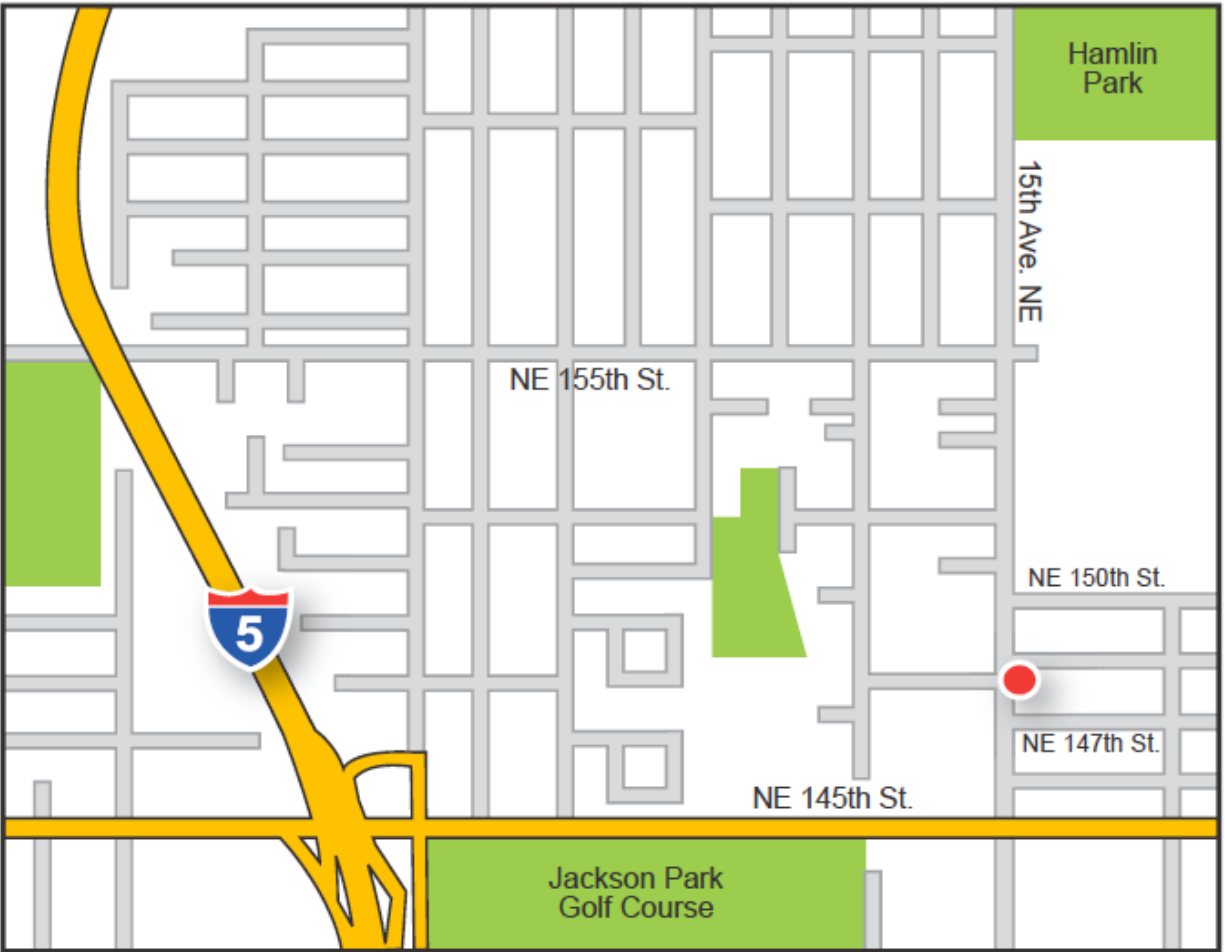 Hamlin
Park
15th Ave. NE
NE 155th St.
NE 150th St.
5
NE 147th St.
NE 145th St.
Jackson Park
Golf Course